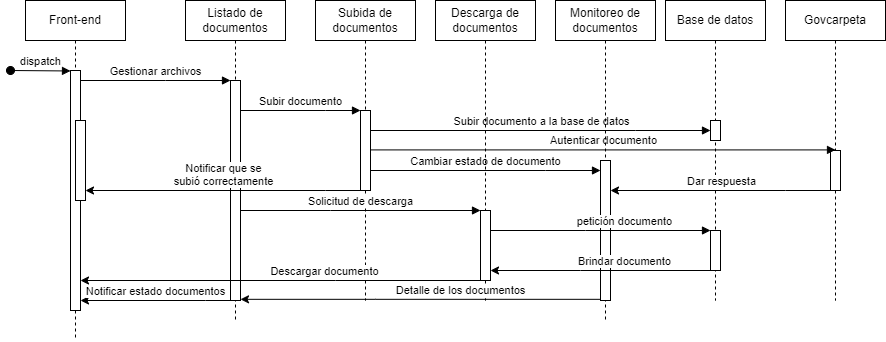 Front-end
Listado de
documentos
Subida de
documentos
Descarga de
documentos
Monitoreo de
documentos
Base de datos
Govcarpeta
dispatch
Gestionar archivos
Subir documento
Subir documento a la base de datos
Autenticar documento
Cambiar estado de documento
Notificar que se
subió correctamente
Dar respuesta
Solicitud de descarga
petición documento
Brindar documento
Descargar documento
Notificar estado documentos
Detalle de los documentos